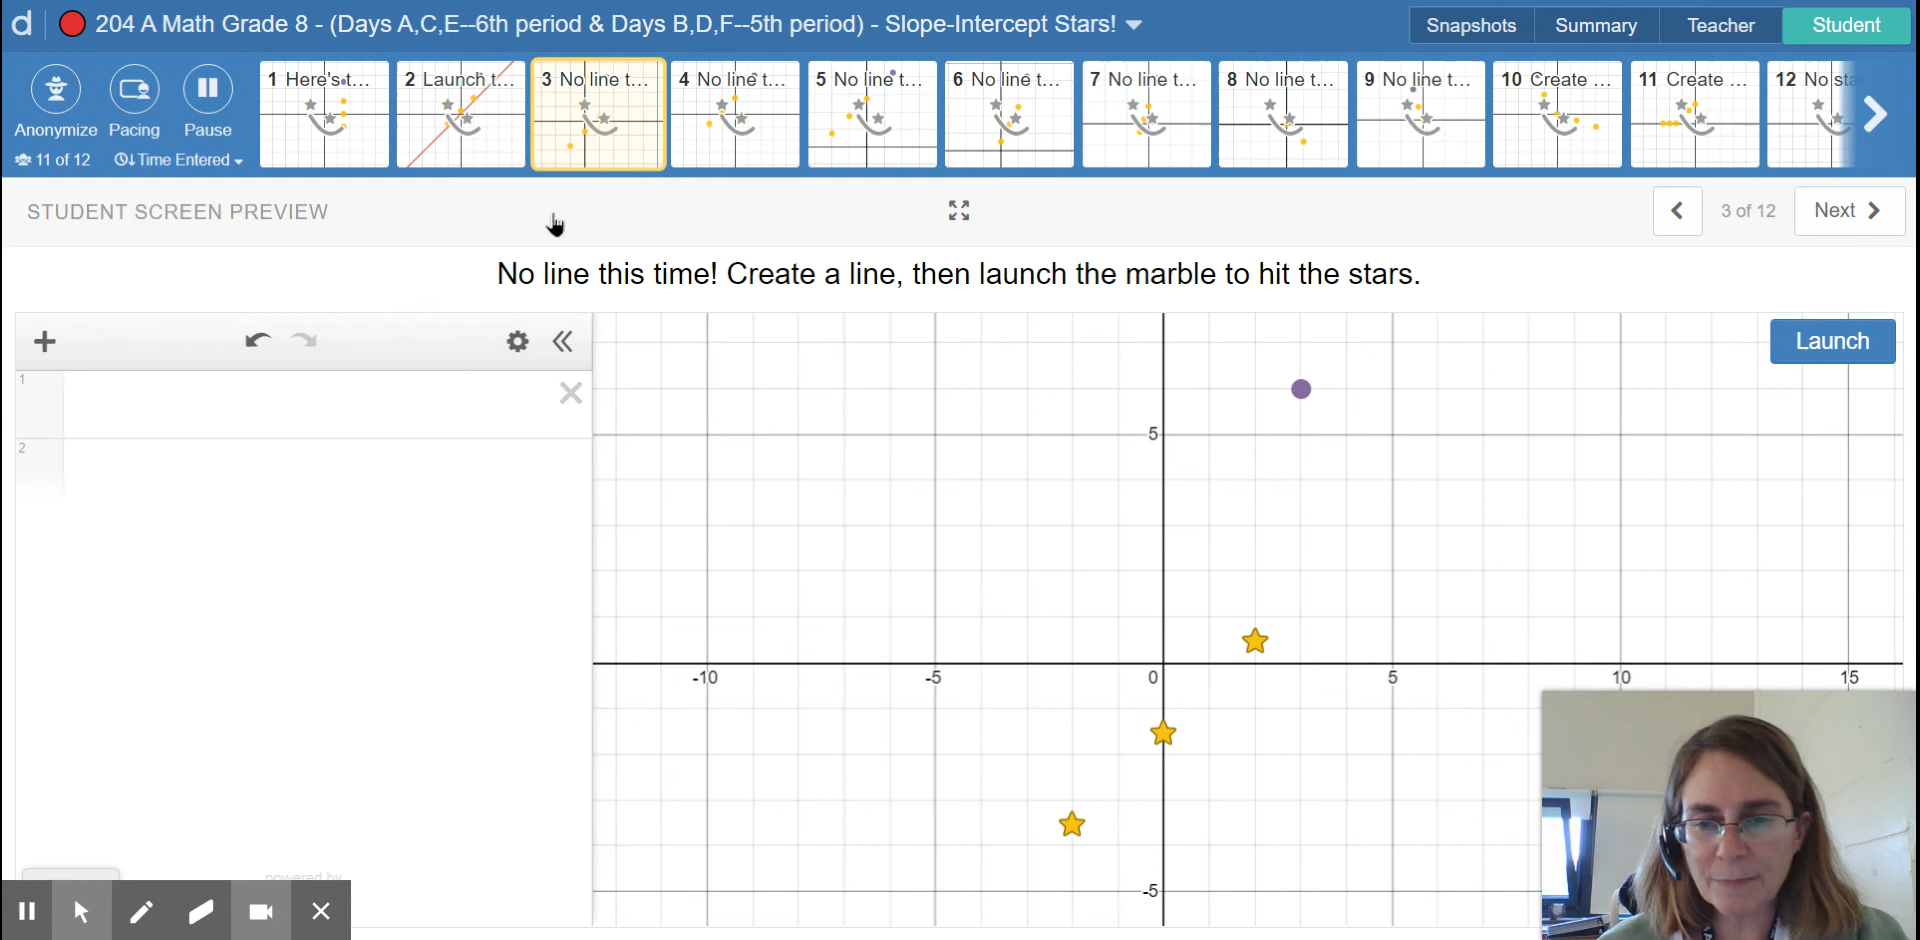 d 204 A Math Grade 8 - (Days A,C,E--6th period & Days B,D,F--5th period) - Slope-Intercept Stars!
Snapshots Summary Teacher Student
1 Here's t... 2 Launch t... 3 No line t... 4 No line t... 5 No line t... 6 No line t... 7 No line t... 8 No line t... 9 No line t... 10 Create ... 11 Create ... 12 No sta
Anonymize Pacing Pause
11 of 12 Time Entered
STUDENT SCREEN PREVIEW
3 of 12 Next
No line this time! Create a line, then launch the marble to hit the stars.
Launch
1
2
5
-10 -5 0 5 10 15
-5
powered by